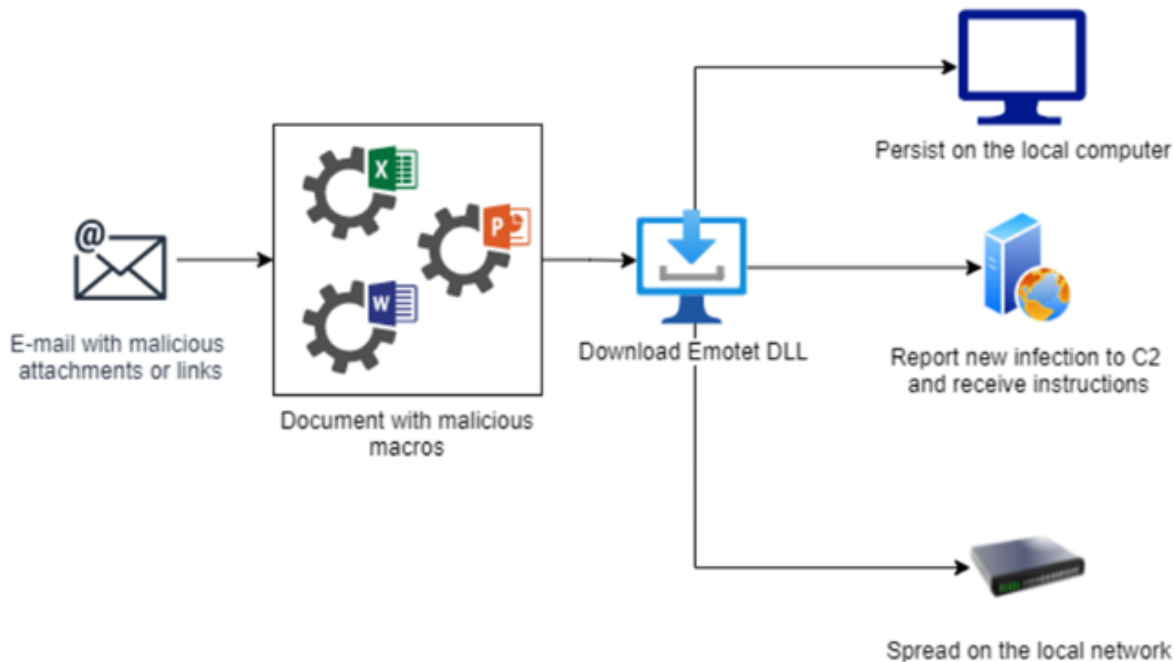 @
E-mail with malicious
attachments or links
X
P
W
Document with malicious
macros
Download Emotet DLL
Persist on the local computer
Report new infection to C2
and receive instructions
Spread on the local network